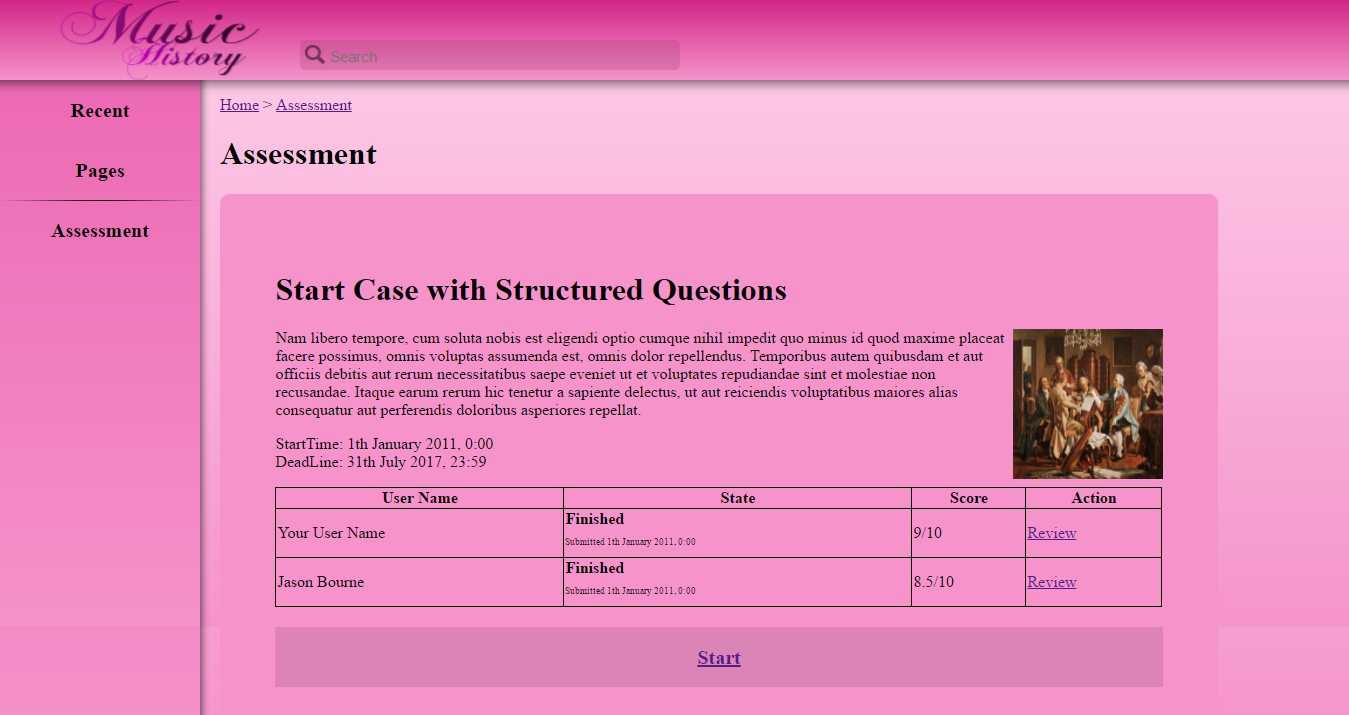 Music
History
Search
Recent
Pages
Assessment
Home > Assessment
Assessment
Start Case with Structured Questions
Nam libero tempore, cum soluta nobis est eligendi optio cumque nihil impedit quo minus id quod maxime placeat
facere possimus, omnis voluptas assumenda est, omnis dolor repellendus. Temporibus autem quibusdam et aut
officiis debitis aut rerum necessitatibus saepe eveniet ut et voluptates repudiandae sint et molestiae non
recusandae. Itaque earum rerum hic tenetur a sapiente delectus, ut aut reiciendis voluptatibus maiores alias
consequatur aut perferendis doloribus asperiores repellat.
StartTime: 1th January 2011, 0:00
DeadLine: 31th July 2017, 23:59
User Name State Score Action
Your User Name Finished 9/10 Review
Submitted 1th January 2011, 0:00
Jason Bourne Finished 8.5/10 Review
Submitted 1th January 2011, 0:00
Start